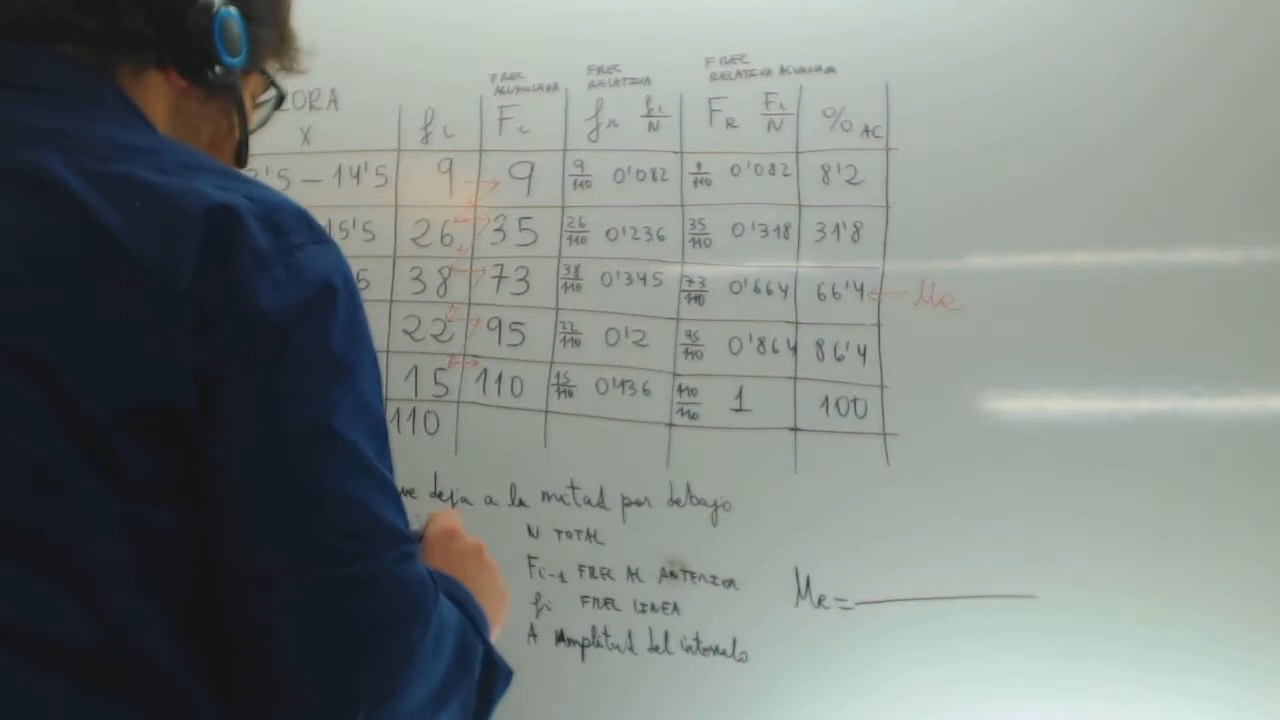 FREC ACUMULADA FREC RELATIVA FREC RELATIVA ACUMULADA
ZORA X fi Fi fr fi/N FR Fi/N % AC
2'5 – 14'5 9 9 9/110 0'082 9/110 0'082 8'2
15'5 26 35 26/110 0'236 35/110 0'318 31'8
6 38 73 38/110 0'345 73/110 0'664 66'4 ← Me
22 95 22/110 0'2 95/110 0'864 86'4
15 110 15/110 0'136 110/110 1 100
110
ue deja a la mitad por debajo
N TOTAL
Fi-1 FREC AC ANTERIOR
fi FREC LINEA
Me =
A Amplitud del intervalo